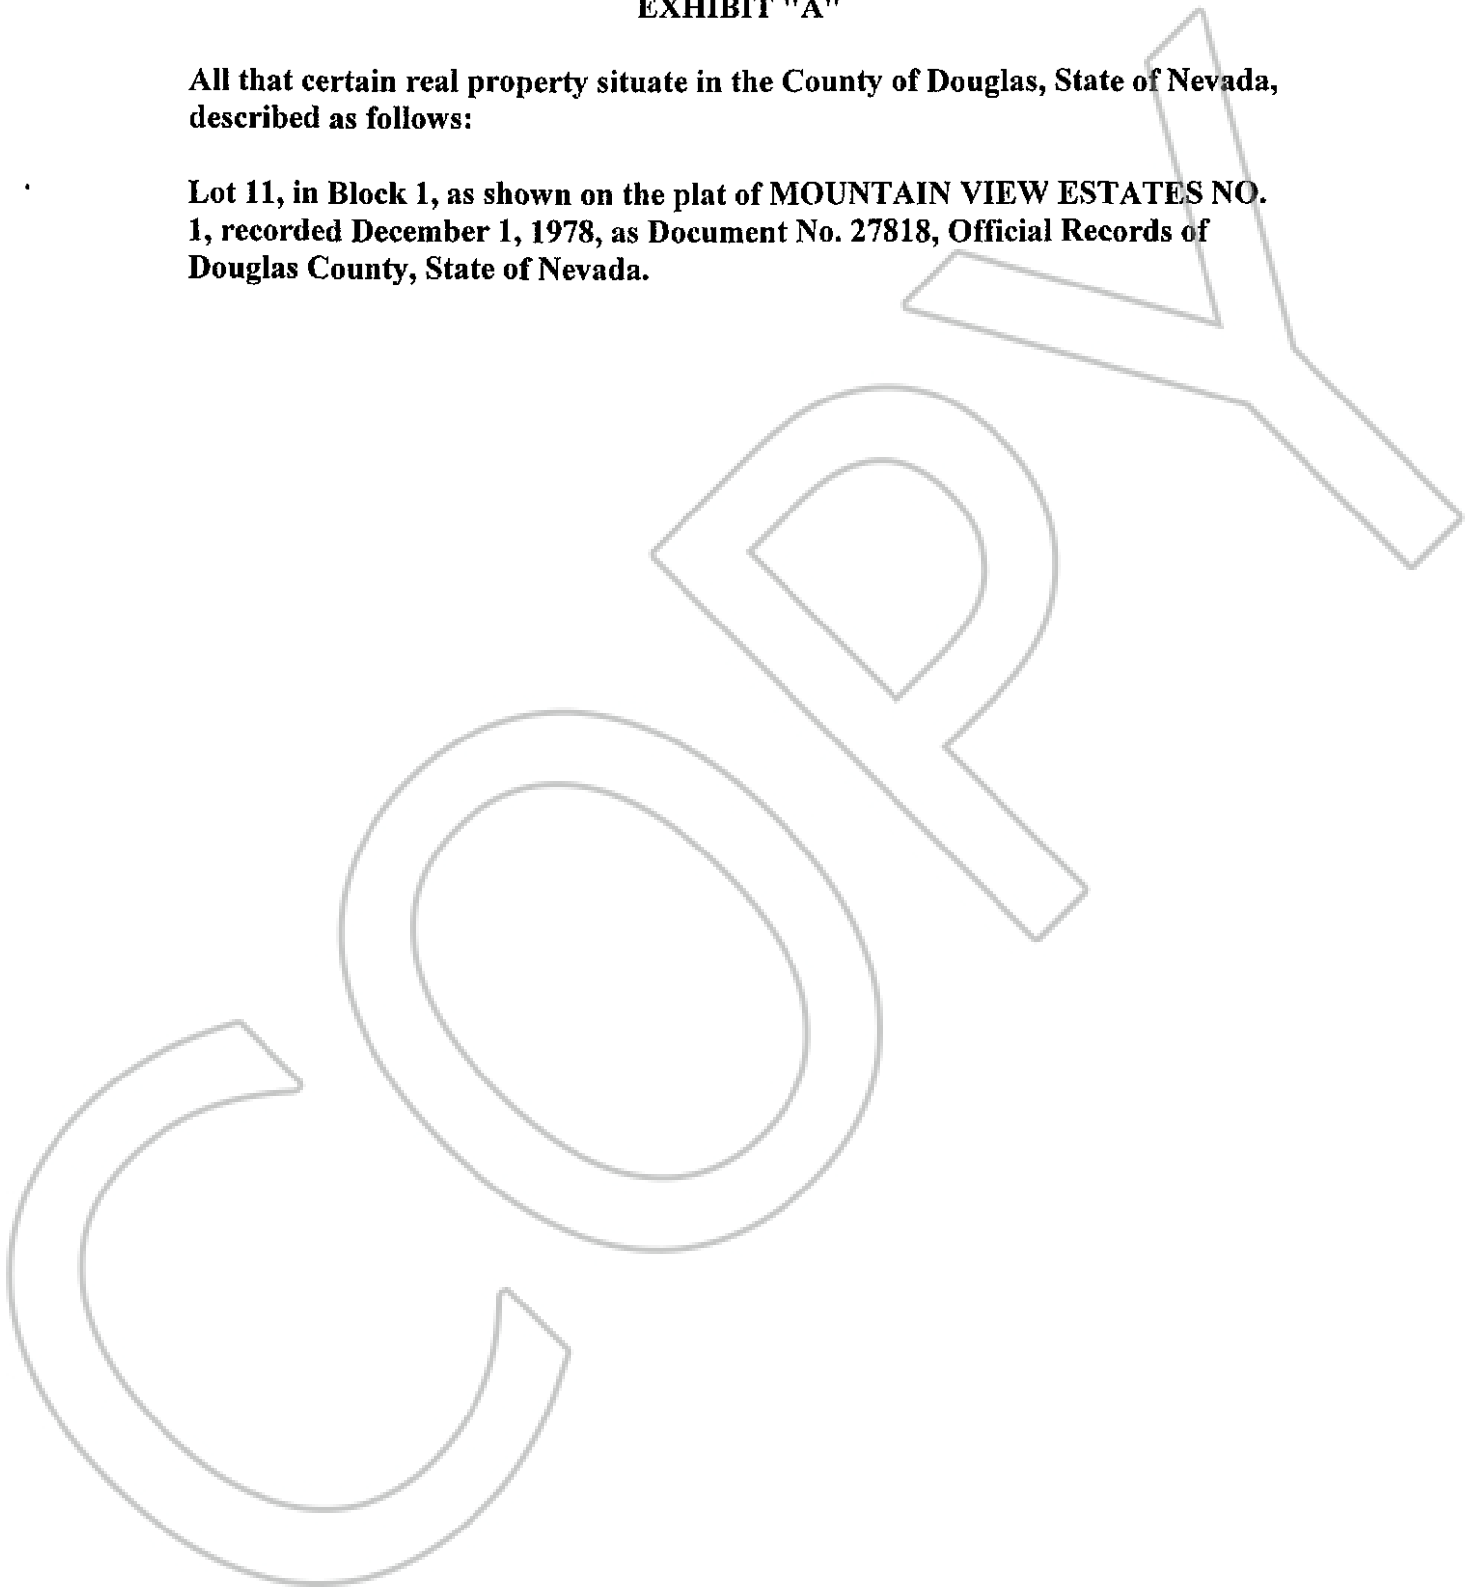 EXHIBIT "A"
All that certain real property situate in the County of Douglas, State of Nevada,
described as follows:
Lot 11, in Block 1, as shown on the plat of MOUNTAIN VIEW ESTATES NO.
1, recorded December 1, 1978, as Document No. 27818, Official Records of
Douglas County, State of Nevada.
COPY